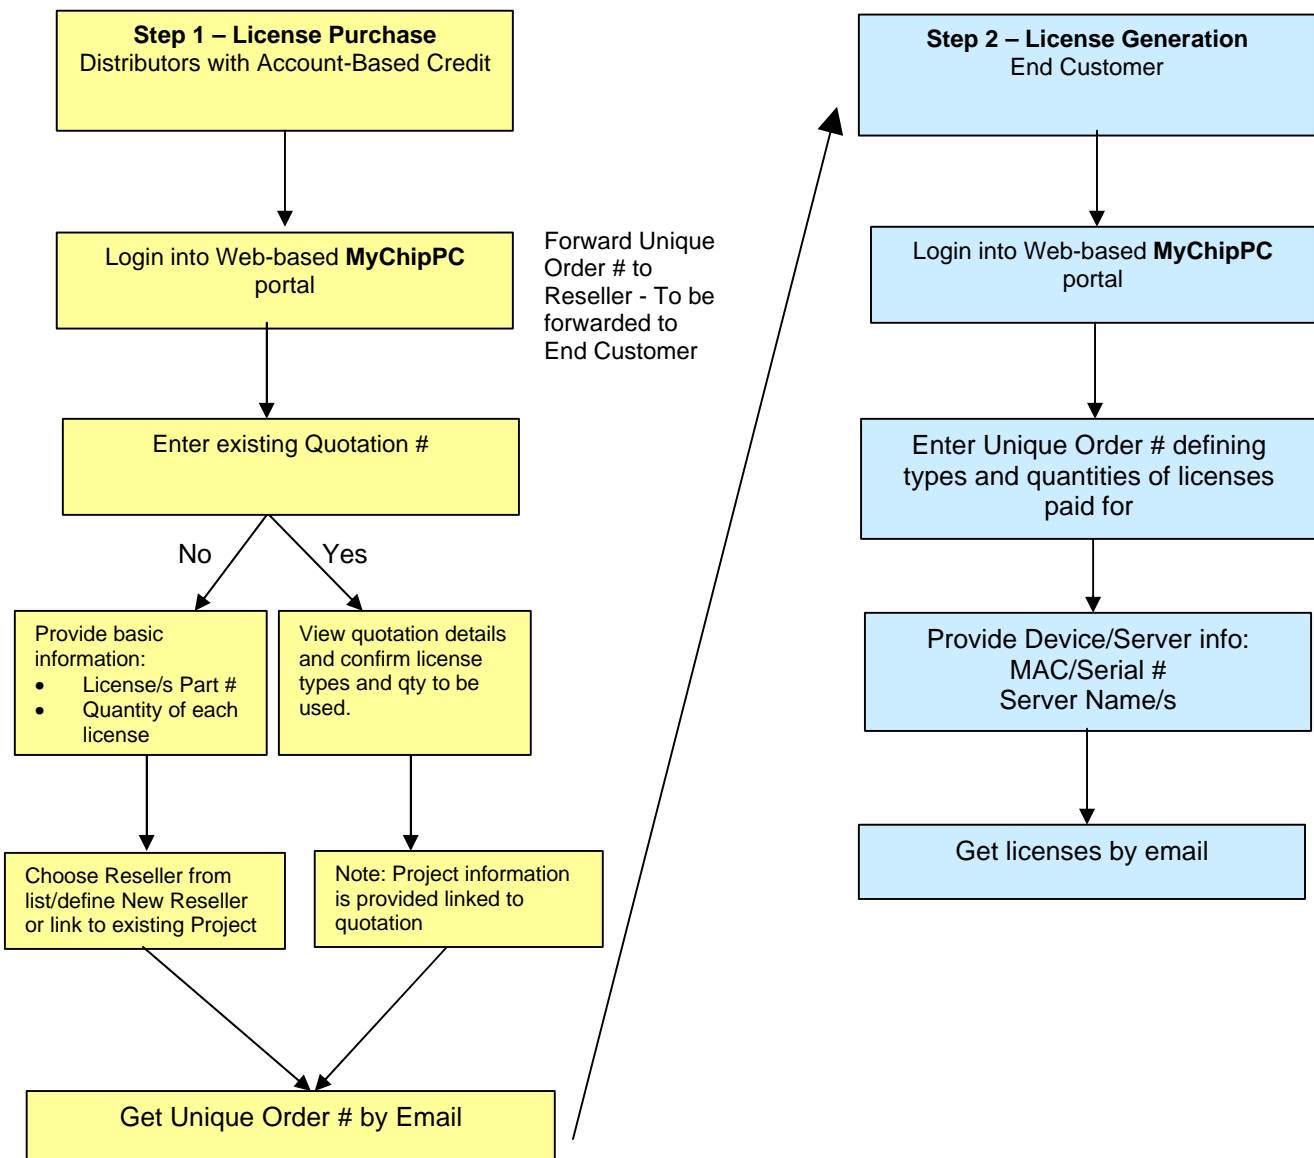 Step 1 – License Purchase
Distributors with Account-Based Credit
Login into Web-based MyChipPC
portal
Forward Unique
Order # to
Reseller - To be
forwarded to
End Customer
Enter existing Quotation #
No
Yes
Provide basic
information:
• License/s Part #
• Quantity of each
license
View quotation details
and confirm license
types and qty to be
used.
Choose Reseller from
list/define New Reseller
or link to existing Project
Note: Project information
is provided linked to
quotation
Get Unique Order # by Email
Step 2 – License Generation
End Customer
Login into Web-based MyChipPC
portal
Enter Unique Order # defining
types and quantities of licenses
paid for
Provide Device/Server info:
MAC/Serial #
Server Name/s
Get licenses by email